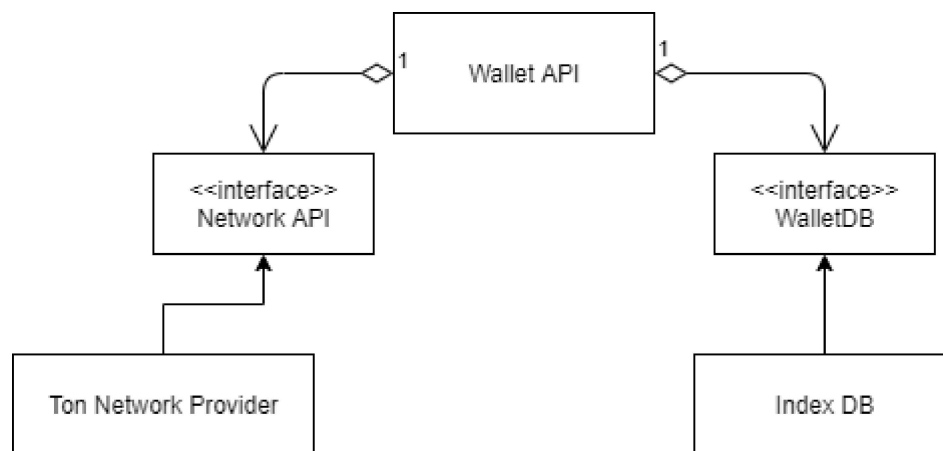 1
Wallet API
1
<<interface>>
Network API
<<interface>>
WalletDB
Ton Network Provider
Index DB